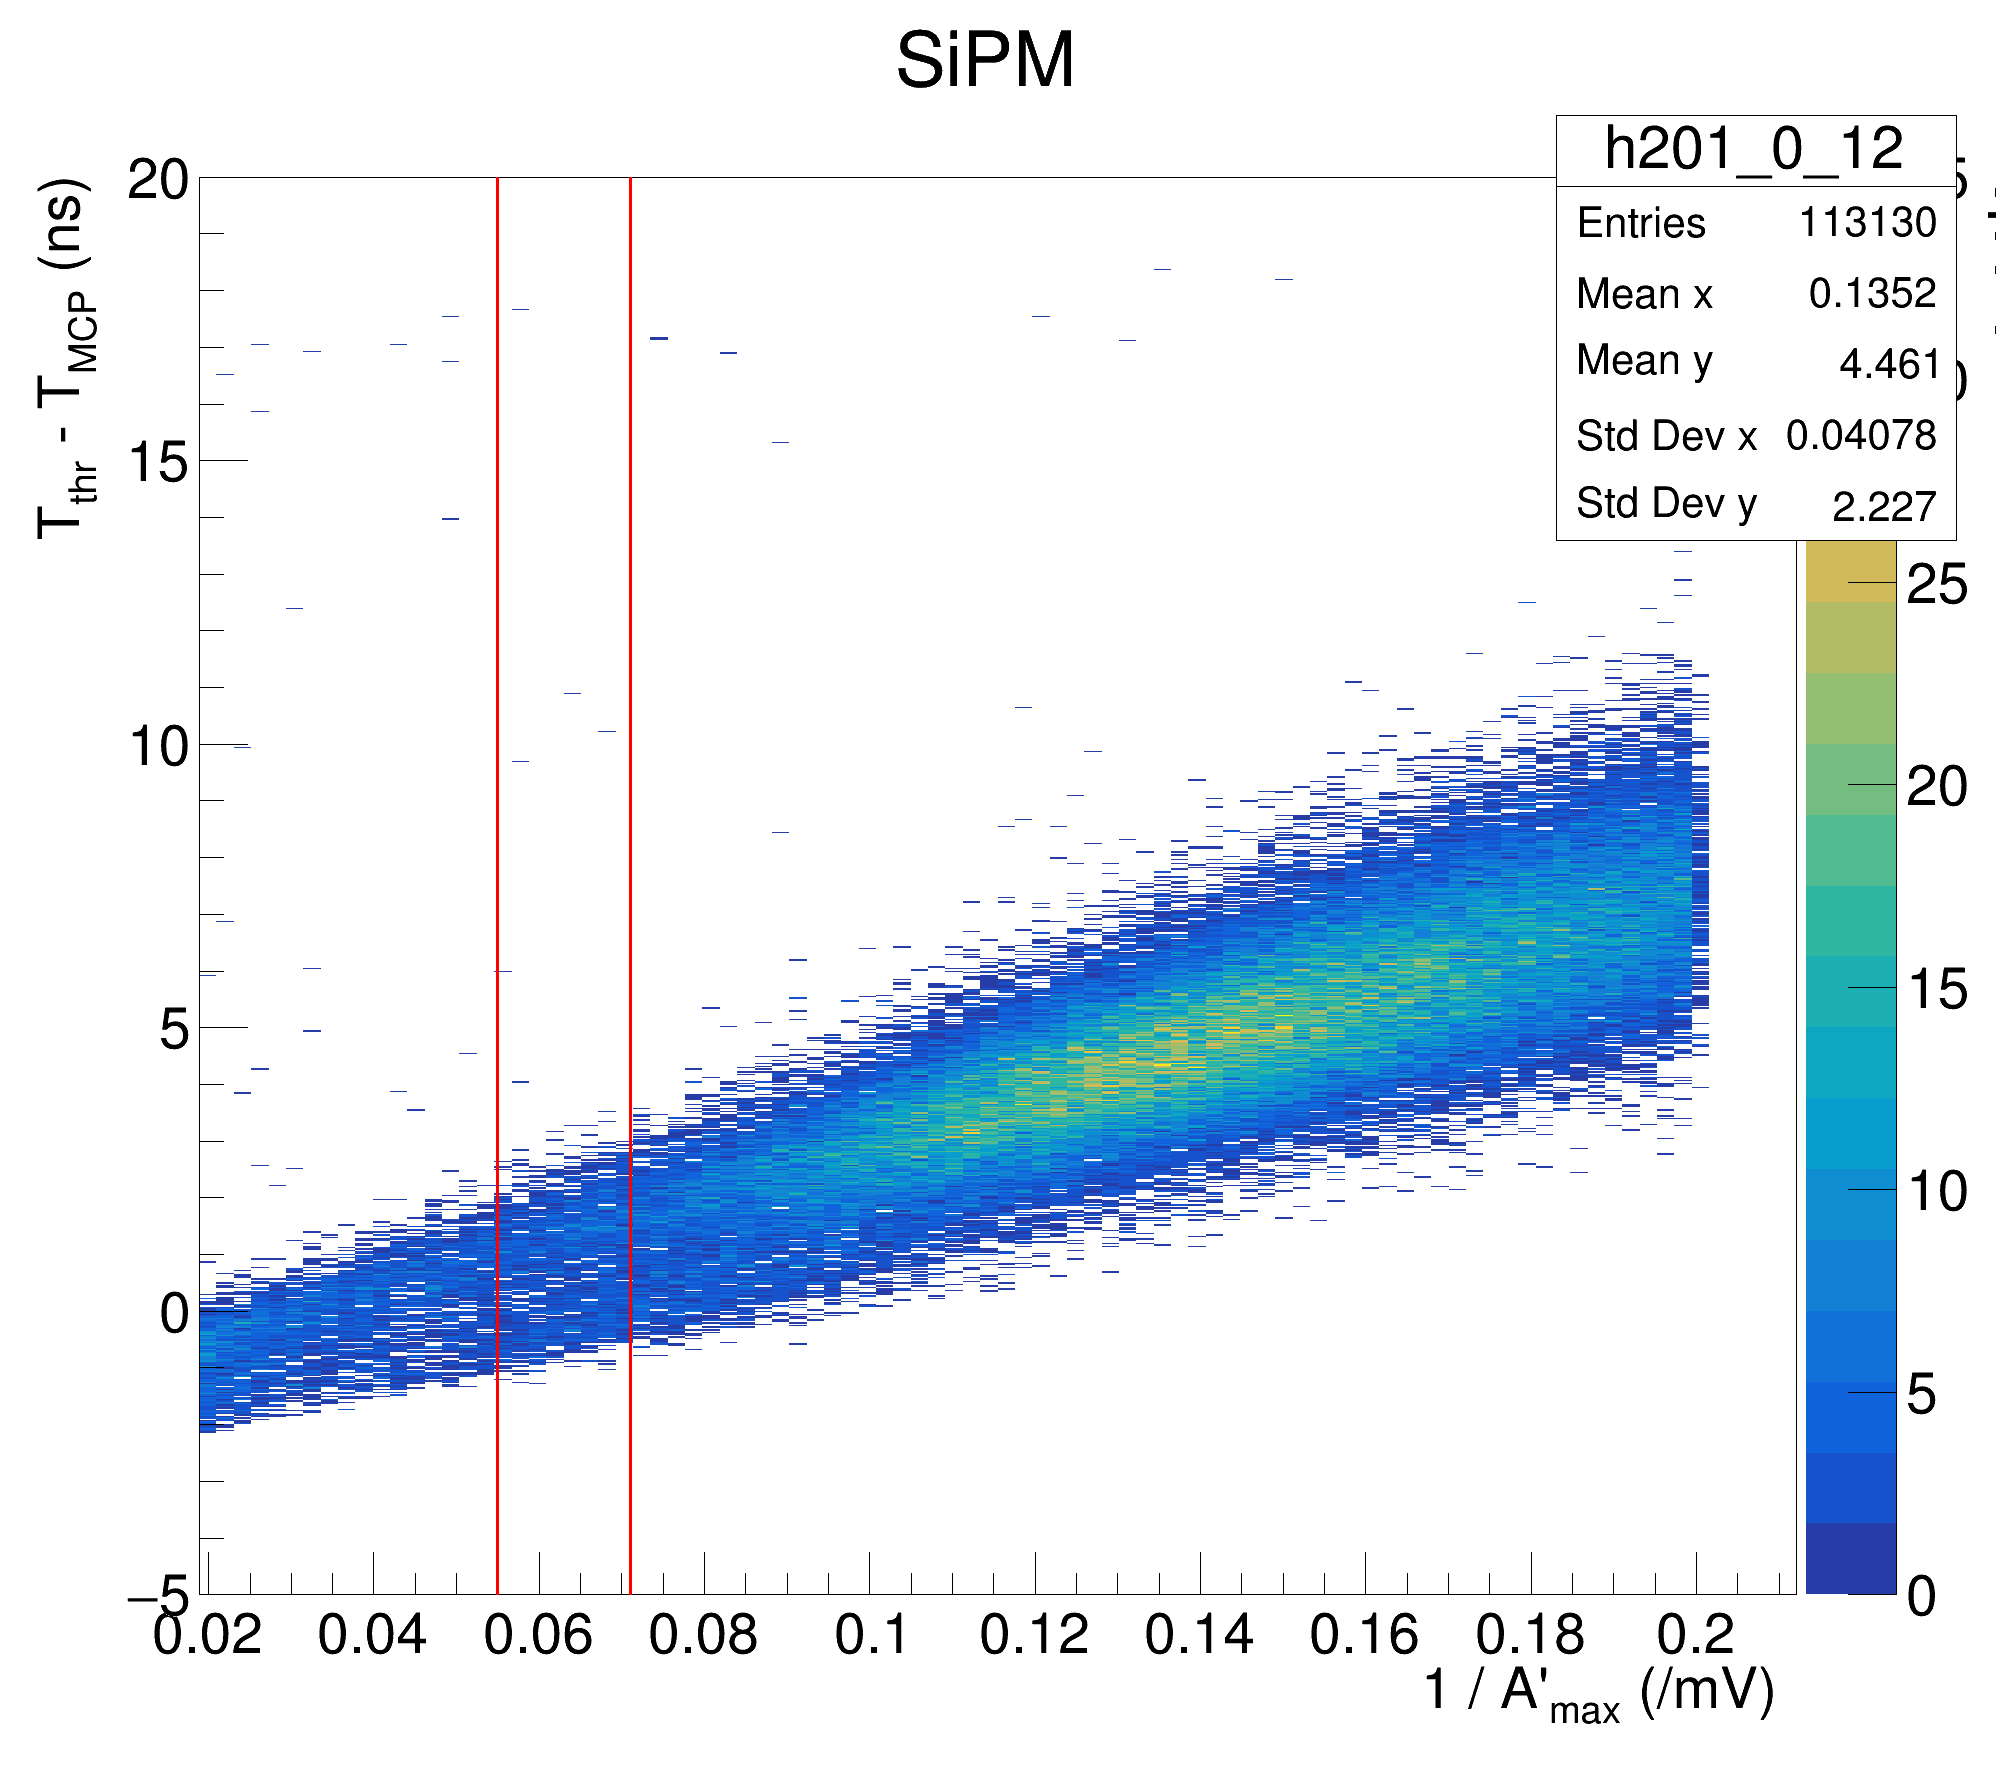 SiPM
h201_0_12
Entries 113130
Mean x 0.1352
Mean y 4.461
Std Dev x 0.04078
Std Dev y 2.227
T_thr - T_MCP (ns)
20
15
10
5
0
−5
0.02 0.04 0.06 0.08 0.1 0.12 0.14 0.16 0.18 0.2
1 / A'_max (/mV)
25
20
15
10
5
0